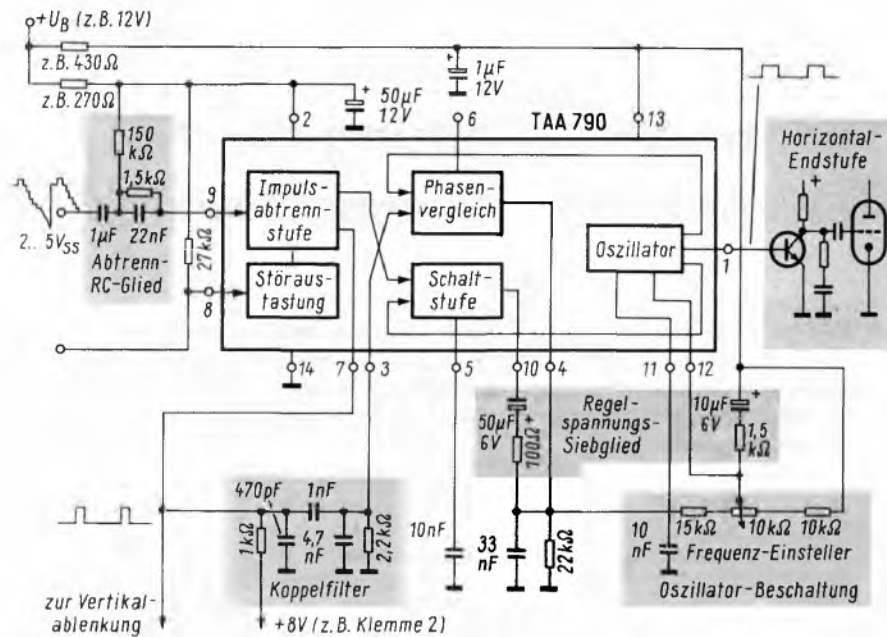 +U_B (z.B. 12V)
z.B. 430Ω
z.B. 270Ω
50μF
12V
1μF
12V
2
6
TAA 790
13
150
kΩ
1,5kΩ
9
1μF
22nF
2.. 5V_SS
Abtrenn-
RC-Glied
27kΩ
8
Impuls-
abtrenn-
stufe
Störaus-
tastung
Phasen-
vergleich
Schalt-
stufe
Oszillator
1
Horizontal-
Endstufe
+
14
7
3
5
10
4
11
12
50μF
6V
700Ω
+
Regel-
spannungs-
Siebglied
10μF
6V
+
1,5
kΩ
470pF
1nF
1kΩ
4,7
nF
2,2kΩ
Koppelfilter
10nF
33
nF
22kΩ
10
nF
15kΩ
10kΩ
10kΩ
Frequenz-Einsteller
Oszillator-Beschaltung
zur Vertikal-
ablenkung
+8V (z.B. Klemme 2)